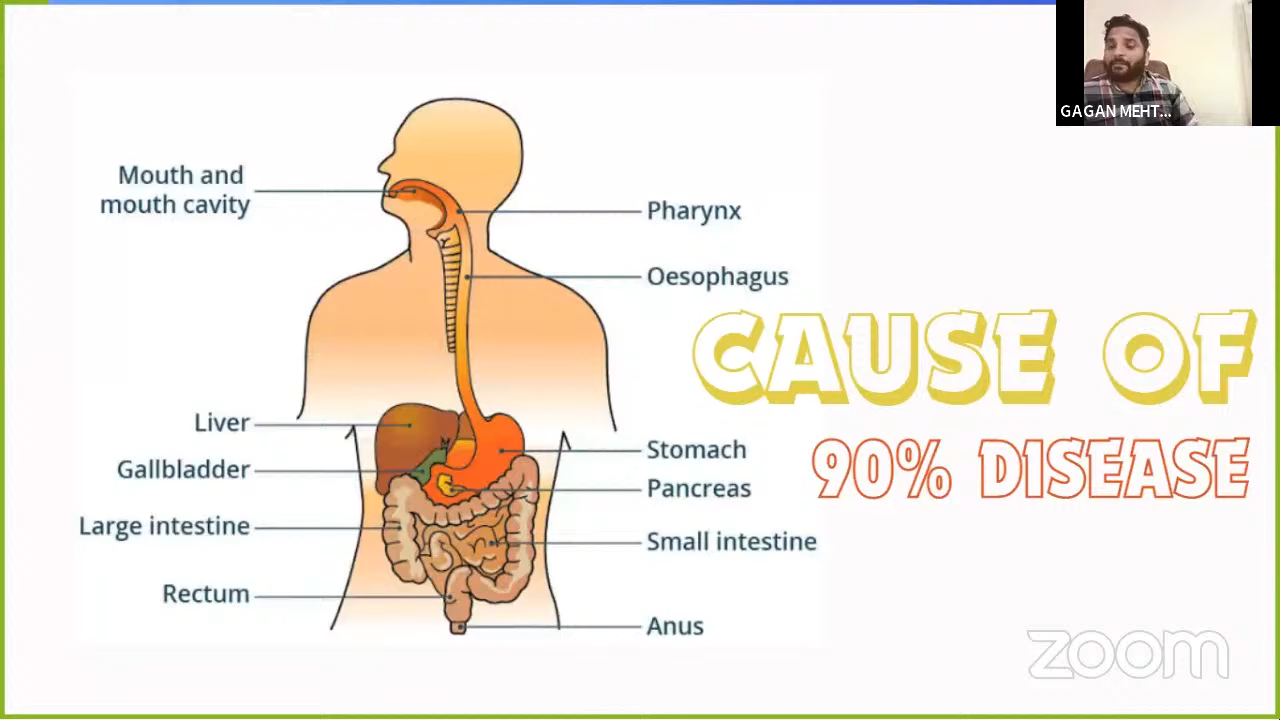 GAGAN MEHT...
Mouth and
mouth cavity
Pharynx
Oesophagus
CAUSE OF
90% DISEASE
Liver
Gallbladder
Large intestine
Rectum
Stomach
Pancreas
Small intestine
Anus
zoom